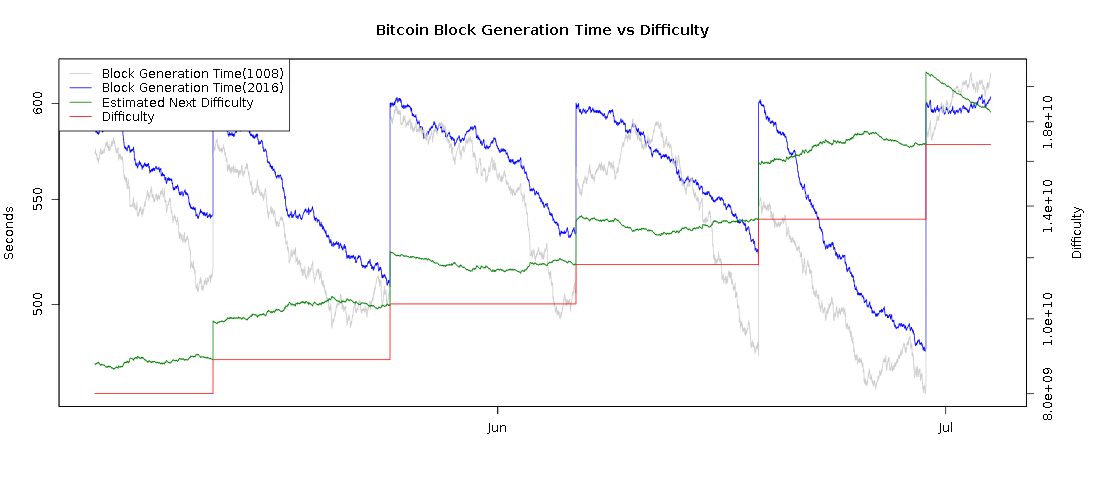 Bitcoin Block Generation Time vs Difficulty
Block Generation Time(1008)
Block Generation Time(2016)
Estimated Next Difficulty
Difficulty
Seconds
600
550
500
Jun
Jul
1.8e+10
1.4e+10
1.0e+10
8.0e+09
Difficulty